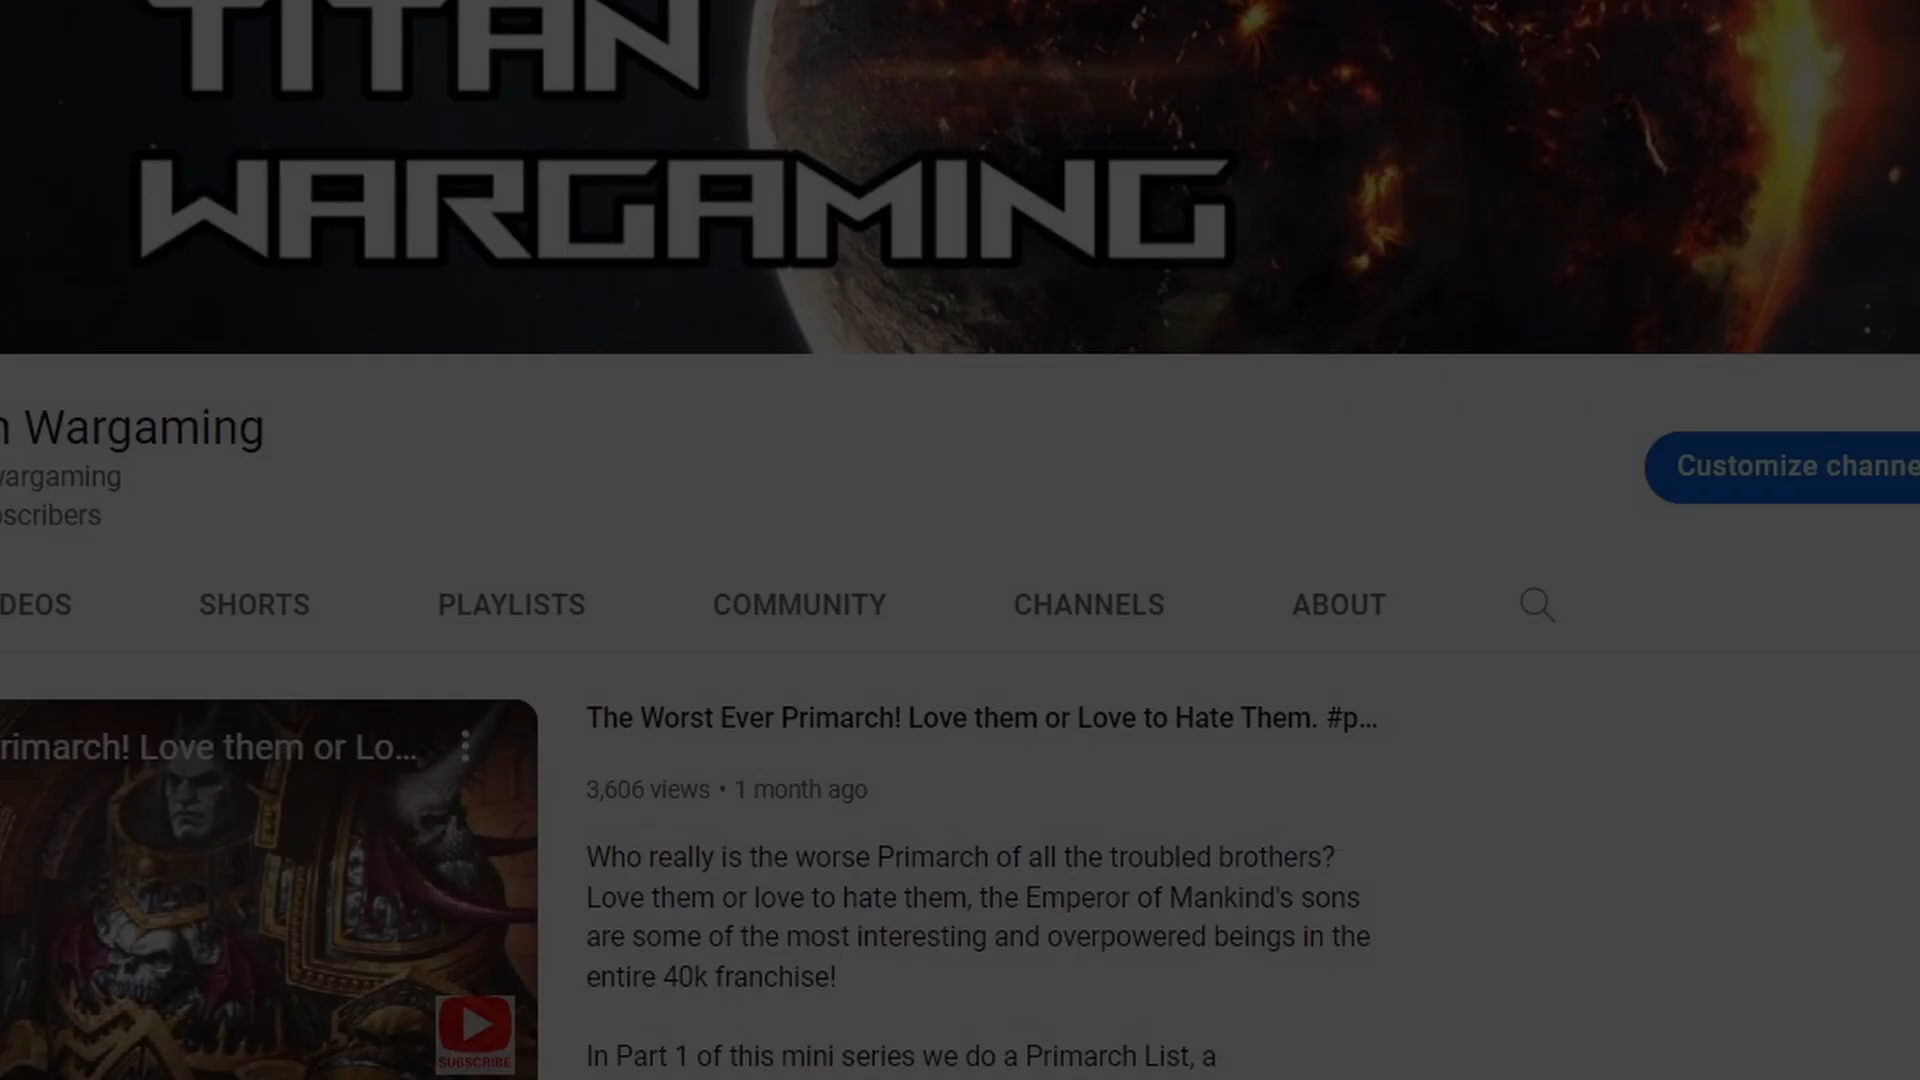 TITAN
WARGAMING
n Wargaming
wargaming
scribers
Customize channe
DEOS
SHORTS
PLAYLISTS
COMMUNITY
CHANNELS
ABOUT
rimarch! Love them or Lo...
The Worst Ever Primarch! Love them or Love to Hate Them. #p...
3,606 views • 1 month ago
Who really is the worse Primarch of all the troubled brothers?
Love them or love to hate them, the Emperor of Mankind's sons
are some of the most interesting and overpowered beings in the
entire 40k franchise!
In Part 1 of this mini series we do a Primarch List, a
SUBSCRIBE